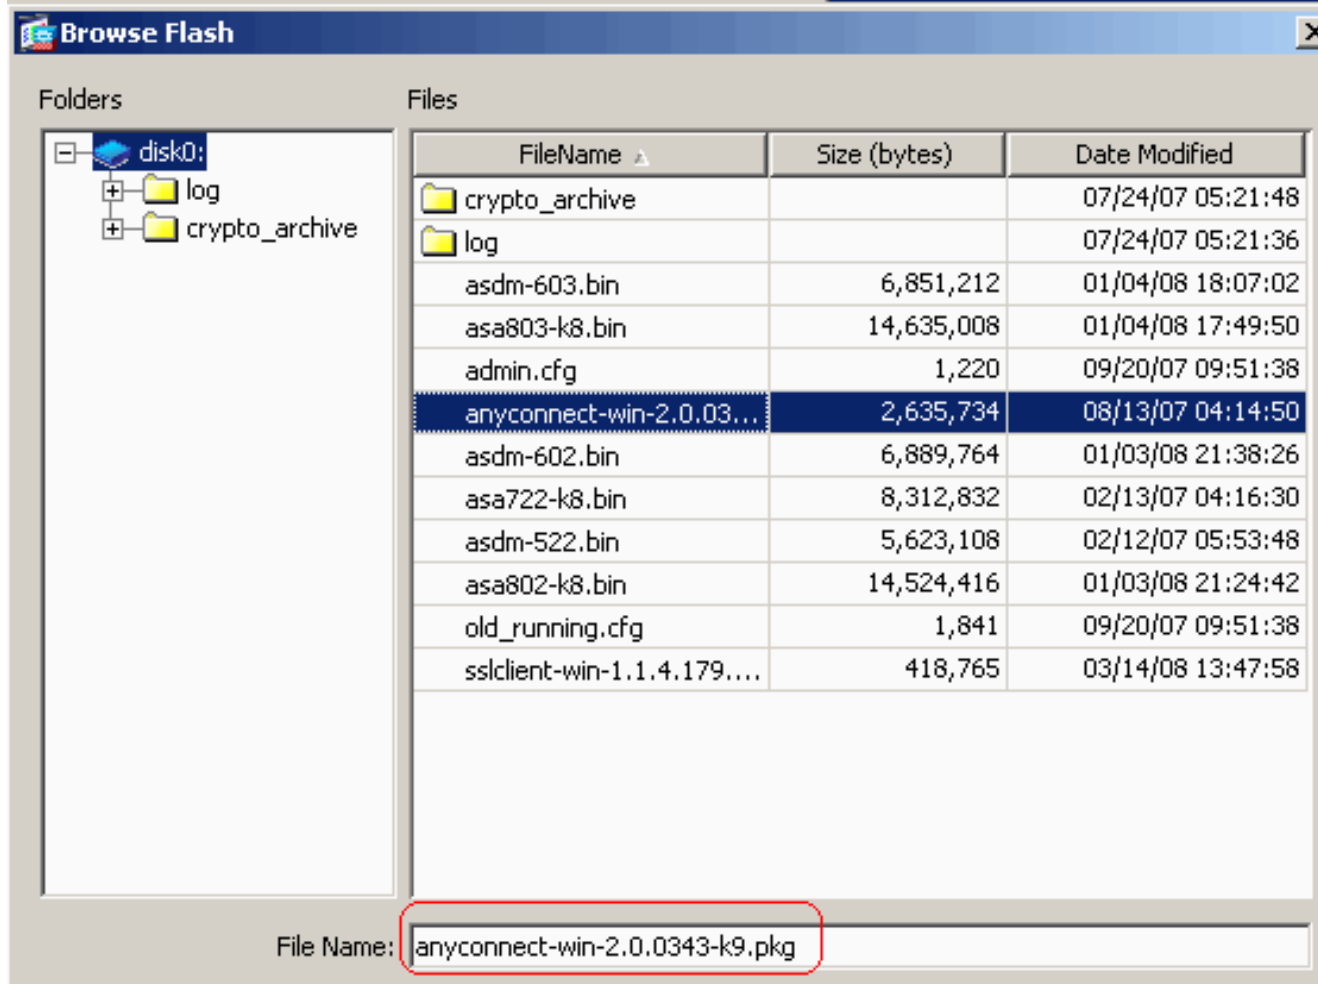 Browse Flash
Folders Files
disk0:
log
crypto_archive
FileName Size (bytes) Date Modified
crypto_archive 07/24/07 05:21:48
log 07/24/07 05:21:36
asdm-603.bin 6,851,212 01/04/08 18:07:02
asa803-k8.bin 14,635,008 01/04/08 17:49:50
admin.cfg 1,220 09/20/07 09:51:38
anyconnect-win-2.0.03... 2,635,734 08/13/07 04:14:50
asdm-602.bin 6,889,764 01/03/08 21:38:26
asa722-k8.bin 8,312,832 02/13/07 04:16:30
asdm-522.bin 5,623,108 02/12/07 05:53:48
asa802-k8.bin 14,524,416 01/03/08 21:24:42
old_running.cfg 1,841 09/20/07 09:51:38
sslclient-win-1.1.4.179.... 418,765 03/14/08 13:47:58
File Name: anyconnect-win-2.0.0343-k9.pkg